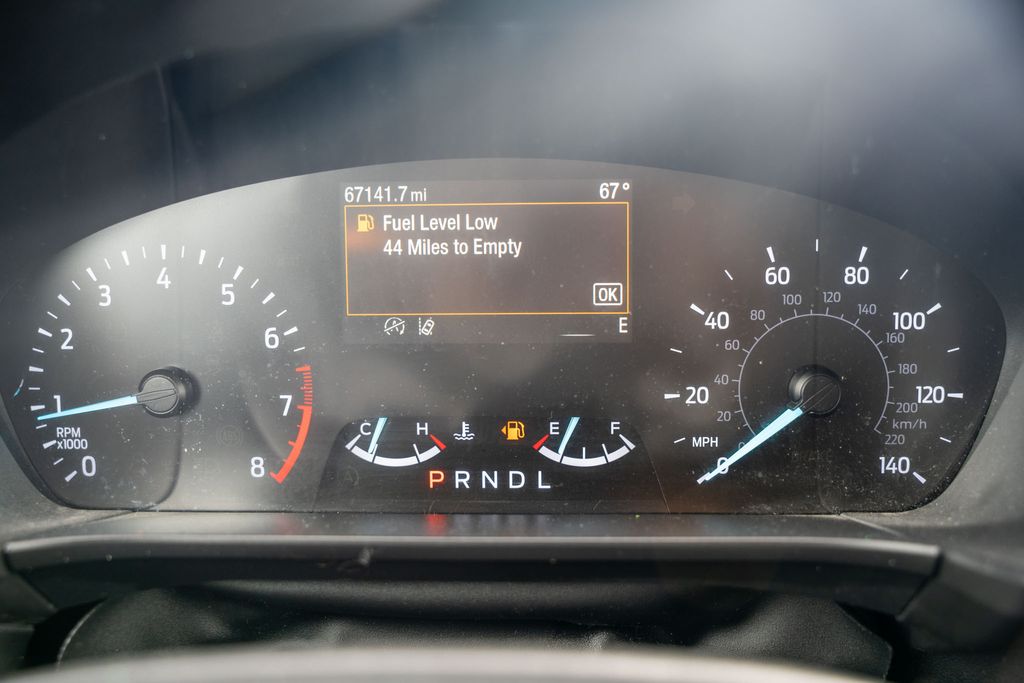 67141.7 mi 67°
Fuel Level Low
44 Miles to Empty
OK
E
0 1 2 3 4 5 6 7 8
RPM
x1000
C H
E F
P R N D L
0 20 40 60 80 100 120 140
MPH
0 20 40 60 80 100 120 140 160 180 200 220
km/h